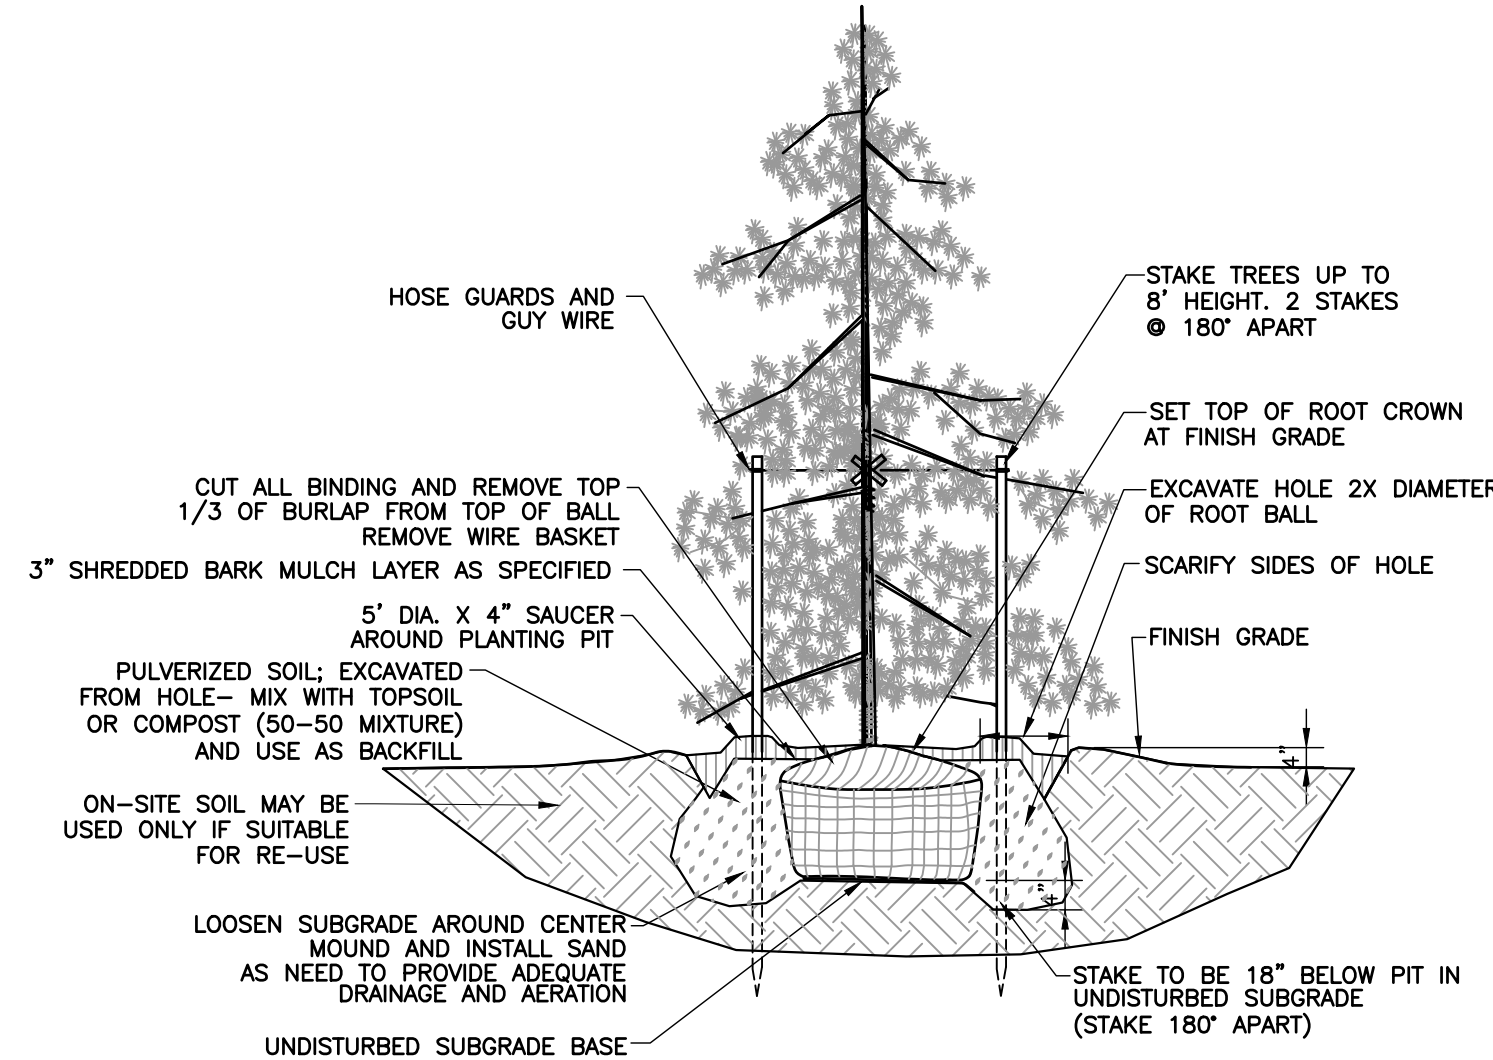 HOSE GUARDS AND
GUY WIRE
CUT ALL BINDING AND REMOVE TOP
1/3 OF BURLAP FROM TOP OF BALL
REMOVE WIRE BASKET
3" SHREDDED BARK MULCH LAYER AS SPECIFIED
5' DIA. X 4" SAUCER
AROUND PLANTING PIT
PULVERIZED SOIL; EXCAVATED
FROM HOLE- MIX WITH TOPSOIL
OR COMPOST (50-50 MIXTURE)
AND USE AS BACKFILL
ON-SITE SOIL MAY BE
USED ONLY IF SUITABLE
FOR RE-USE
LOOSEN SUBGRADE AROUND CENTER
MOUND AND INSTALL SAND
AS NEED TO PROVIDE ADEQUATE
DRAINAGE AND AERATION
UNDISTURBED SUBGRADE BASE
STAKE TREES UP TO
8' HEIGHT. 2 STAKES
@ 180° APART
SET TOP OF ROOT CROWN
AT FINISH GRADE
EXCAVATE HOLE 2X DIAMETER
OF ROOT BALL
SCARIFY SIDES OF HOLE
FINISH GRADE
4"
4"
STAKE TO BE 18" BELOW PIT IN
UNDISTURBED SUBGRADE
(STAKE 180° APART)